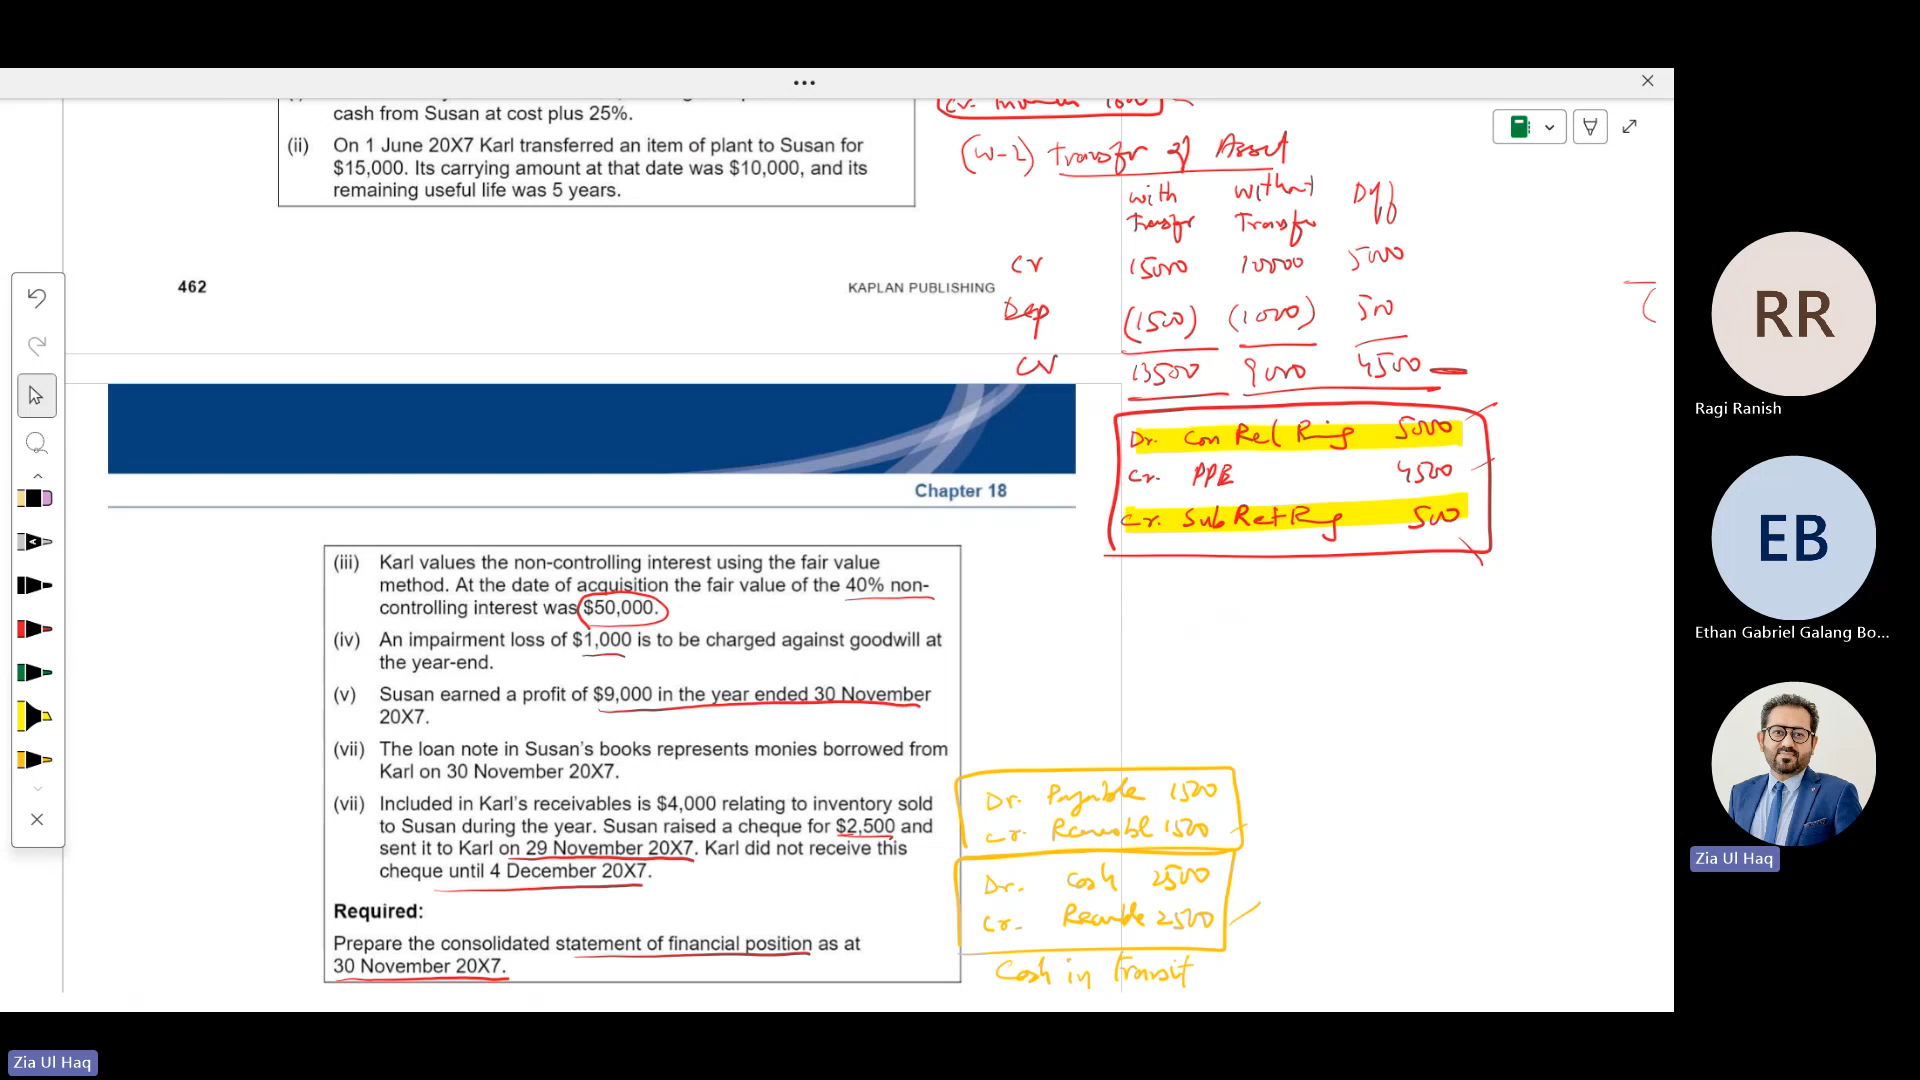 cash from Susan at cost plus 25%.
(ii) On 1 June 20X7 Karl transferred an item of plant to Susan for
$15,000. Its carrying amount at that date was $10,000, and its
remaining useful life was 5 years.
462
KAPLAN PUBLISHING
Chapter 18
(iii) Karl values the non-controlling interest using the fair value
method. At the date of acquisition the fair value of the 40% non-
controlling interest was $50,000.
(iv) An impairment loss of $1,000 is to be charged against goodwill at
the year-end.
(v) Susan earned a profit of $9,000 in the year ended 30 November
20X7.
(vii) The loan note in Susan's books represents monies borrowed from
Karl on 30 November 20X7.
(vii) Included in Karl's receivables is $4,000 relating to inventory sold
to Susan during the year. Susan raised a cheque for $2,500 and
sent it to Karl on 29 November 20X7. Karl did not receive this
cheque until 4 December 20X7.
Required:
Prepare the consolidated statement of financial position as at
30 November 20X7.
(W-2) Transfer of Asset
with Transfer Without Transfer Diff
CV 15000 10000 5000
Dep (1500) (1000) 500
CV 13500 9000 4500
Dr. Con Ret 5000
Cr. PPE 4500
Cr. Sub Ret 500
Dr. Payable 1500
Cr. 1500
Dr. Cash 2500
Cr. 2500
Cash in Transit
RR
Ragi Ranish
EB
Ethan Gabriel Galang Bo...
Zia Ul Haq
Zia Ul Haq